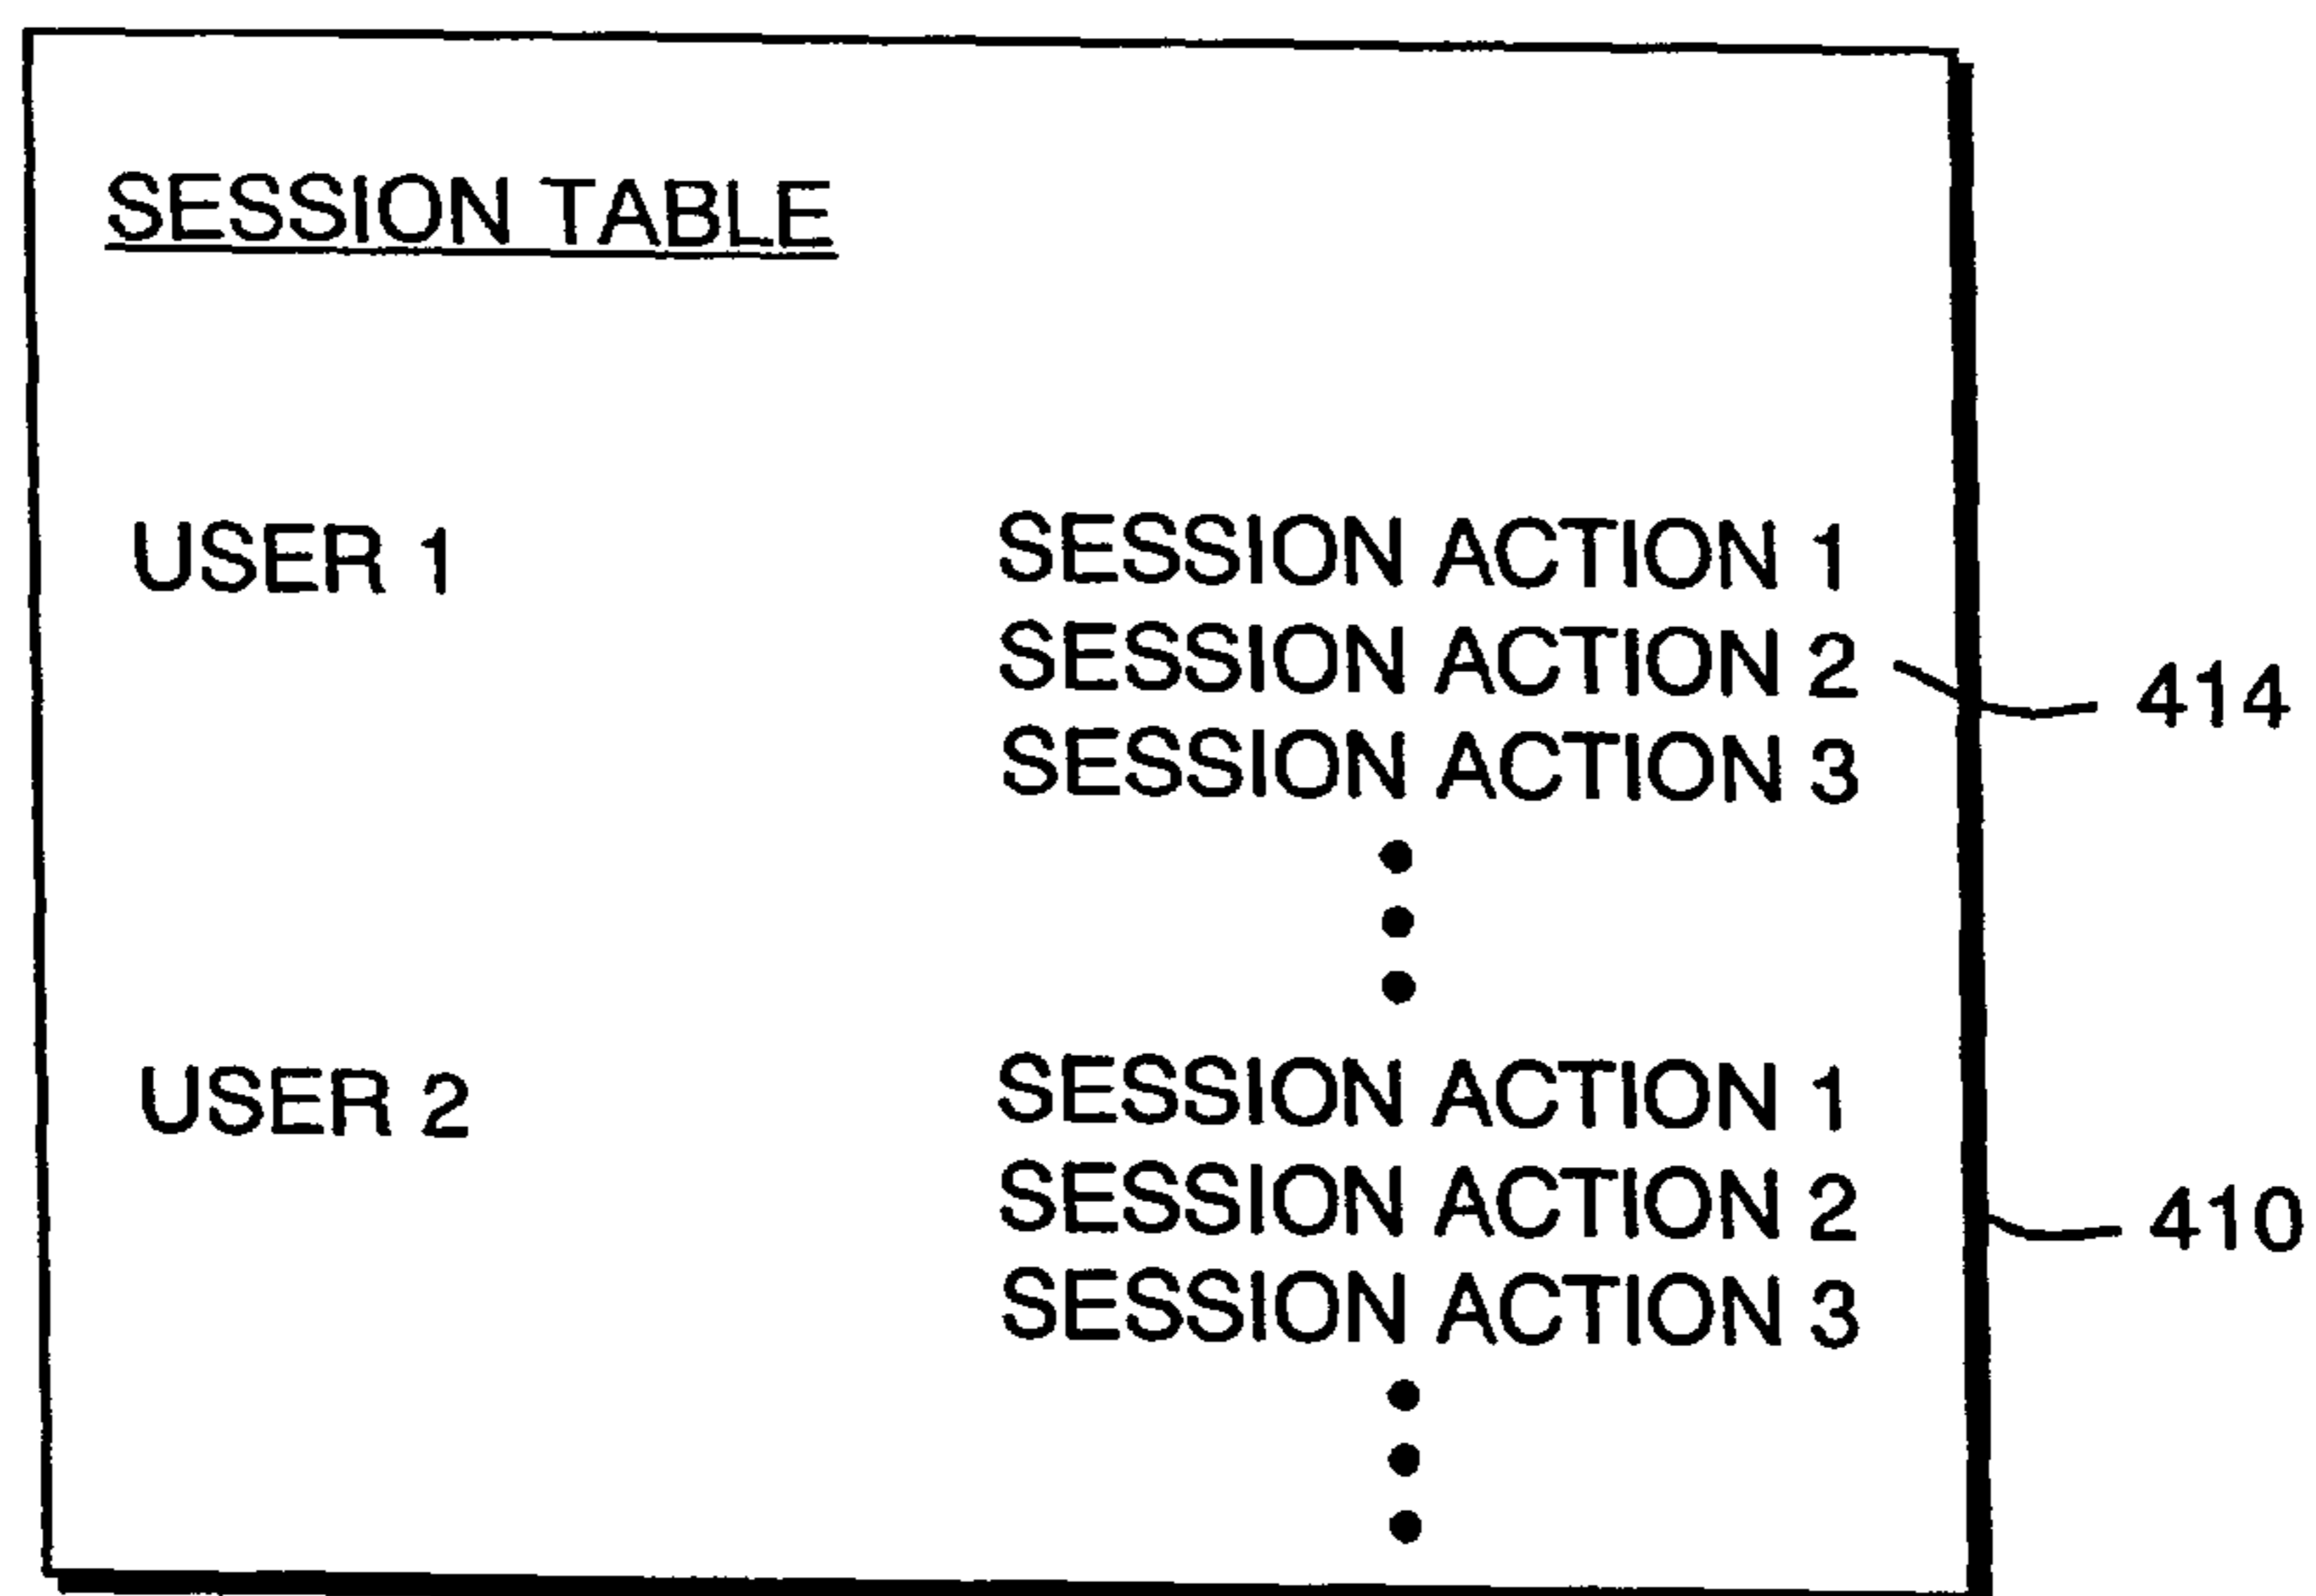 SESSION TABLE
USER 1 SESSION ACTION 1
SESSION ACTION 2 414
SESSION ACTION 3
USER 2 SESSION ACTION 1
SESSION ACTION 2 410
SESSION ACTION 3